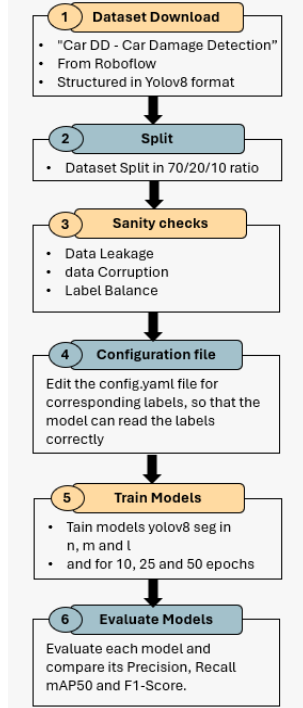 1 Dataset Download
• "Car DD - Car Damage Detection"
• From Roboflow
• Structured in Yolov8 format
2 Split
• Dataset Split in 70/20/10 ratio
3 Sanity checks
• Data Leakage
• data Corruption
• Label Balance
4 Configuration file
Edit the config.yaml file for
corresponding labels, so that the
model can read the labels
correctly
5 Train Models
• Tain models yolov8 seg in
n, m and l
• and for 10, 25 and 50 epochs
6 Evaluate Models
Evaluate each model and
compare its Precision, Recall
mAP50 and F1-Score.